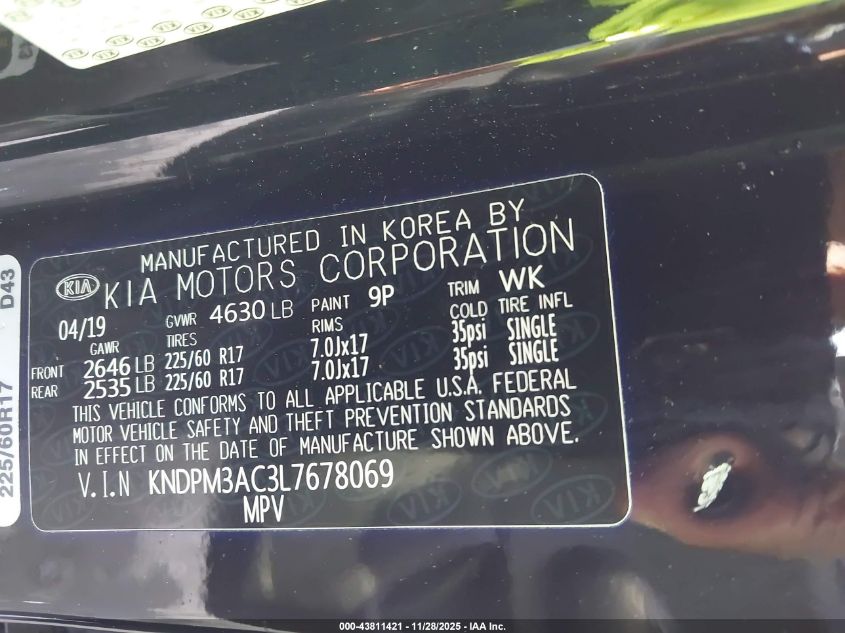 MANUFACTURED IN KOREA BY
KIA KIA MOTORS CORPORATION
04/19 GVWR 4630 LB PAINT 9P TRIM WK
GAWR TIRES RIMS COLD TIRE INFL
FRONT 2646 LB 225/60 R17 7.0Jx17 35psi SINGLE
REAR 2535 LB 225/60 R17 7.0Jx17 35psi SINGLE
THIS VEHICLE CONFORMS TO ALL APPLICABLE U.S.A. FEDERAL
MOTOR VEHICLE SAFETY AND THEFT PREVENTION STANDARDS
IN EFFECT ON THE DATE OF MANUFACTURE SHOWN ABOVE.
V.I.N KNDPM3AC3L7678069
MPV
225/60R17 D43
000-43811421 - 11/28/2025 - IAA Inc.